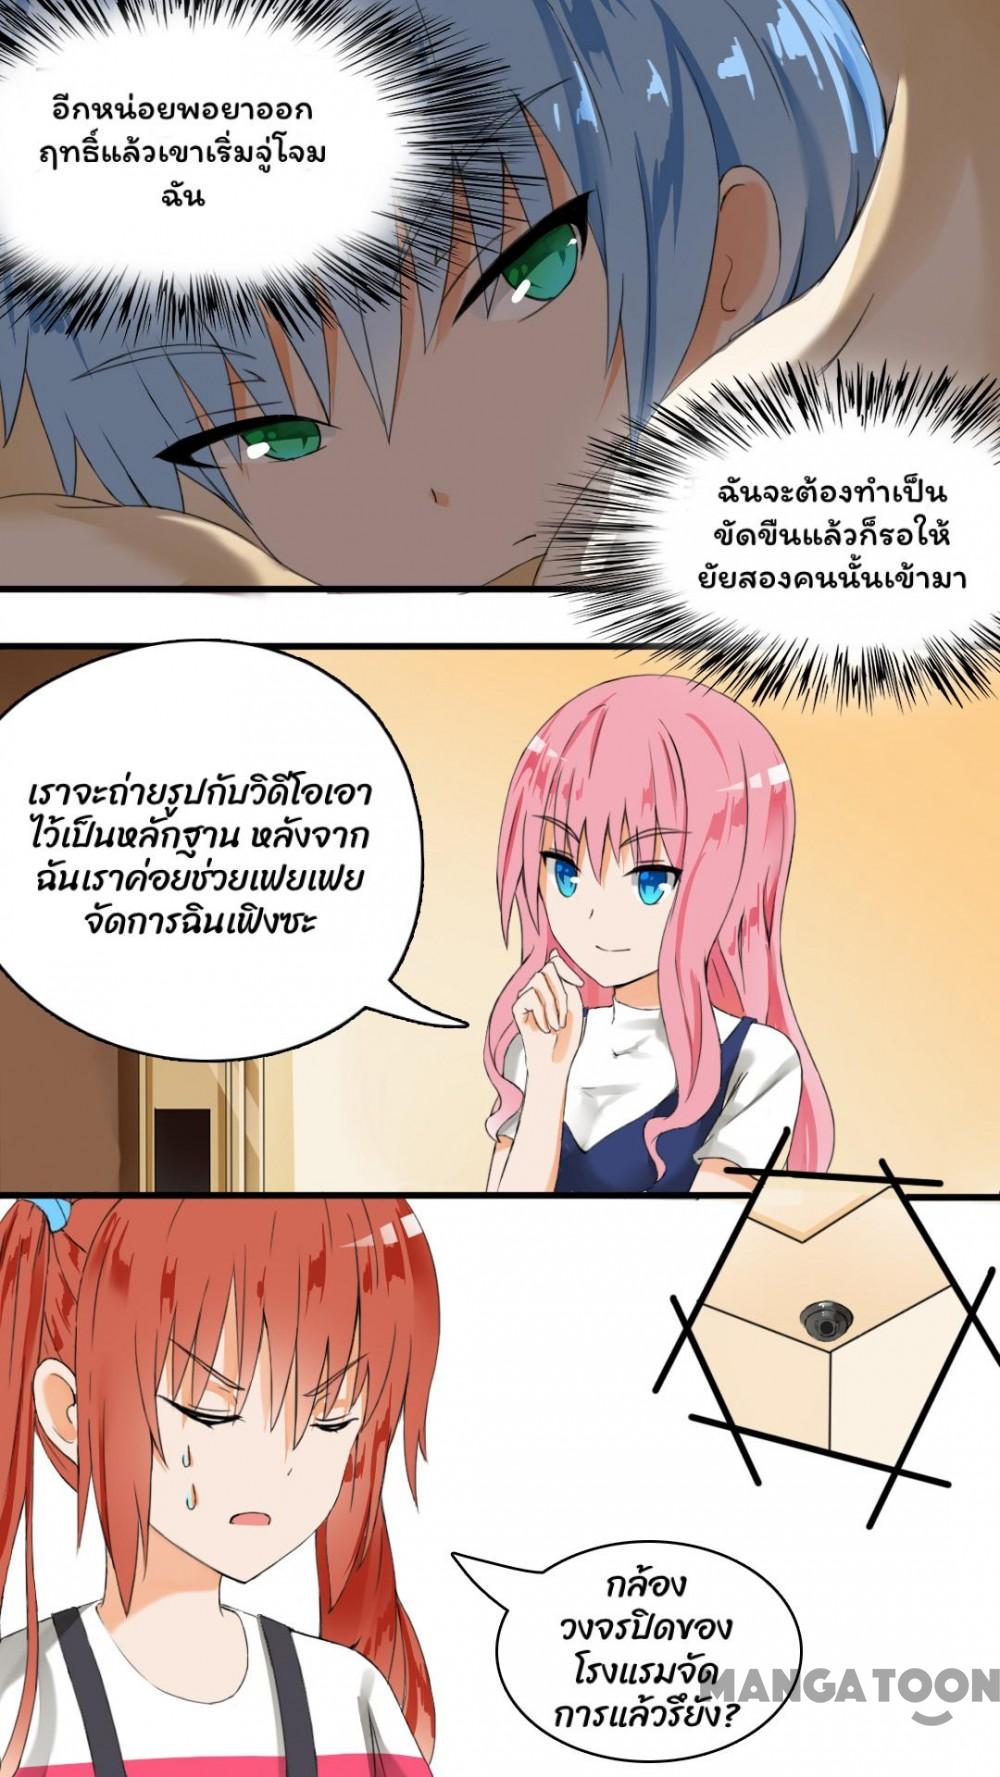 อีกหน่อยพอยาออก
ฤทธิ์แล้วเขาเริ่มจู่โจม
ฉัน
ฉันจะต้องทำเป็น
ขัดขืนแล้วก็รอให้
ยัยสองคนนั้นเข้ามา
เราจะถ่ายรูปกับวิดีโอเอา
ไว้เป็นหลักฐาน หลังจาก
ฉันเราค่อยช่วยเฟยเฟย
จัดการฉินเฟิงซะ
กล้อง
วงจรปิดของ
โรงแรมจัด
การแล้วรึยัง?
MANGATOON